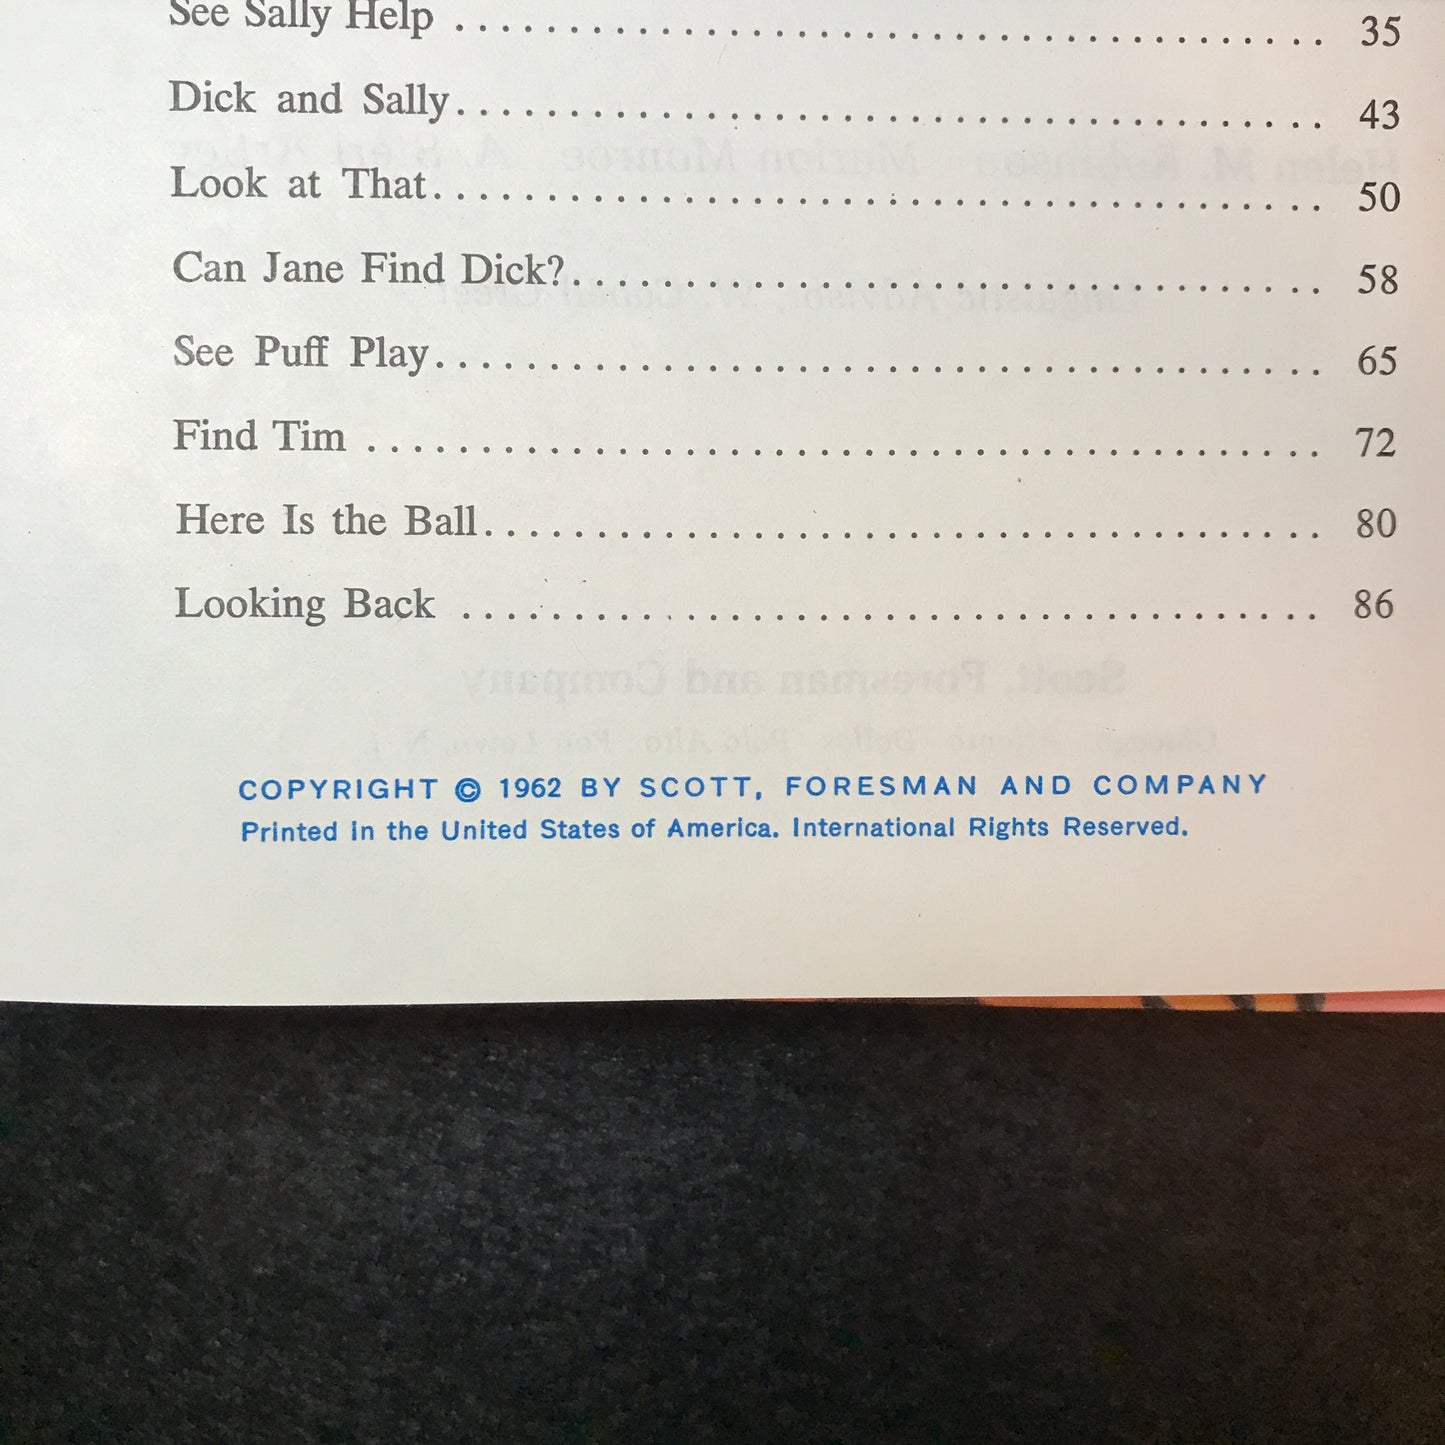 See Sally Help ........................................ 35
Dick and Sally........................................ 43
Look at That........................................ 50
Can Jane Find Dick?.................................. 58
See Puff Play........................................ 65
Find Tim ........................................... 72
Here Is the Ball...................................... 80
Looking Back ....................................... 86
COPYRIGHT © 1962 BY SCOTT, FORESMAN AND COMPANY
Printed in the United States of America. International Rights Reserved.